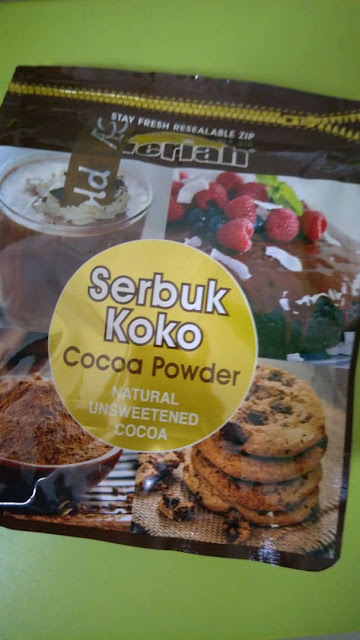 STAY FRESH RESEALABLE ZIP
Serbuk
Koko
Cocoa Powder
NATURAL
UNSWEETENED
COCOA